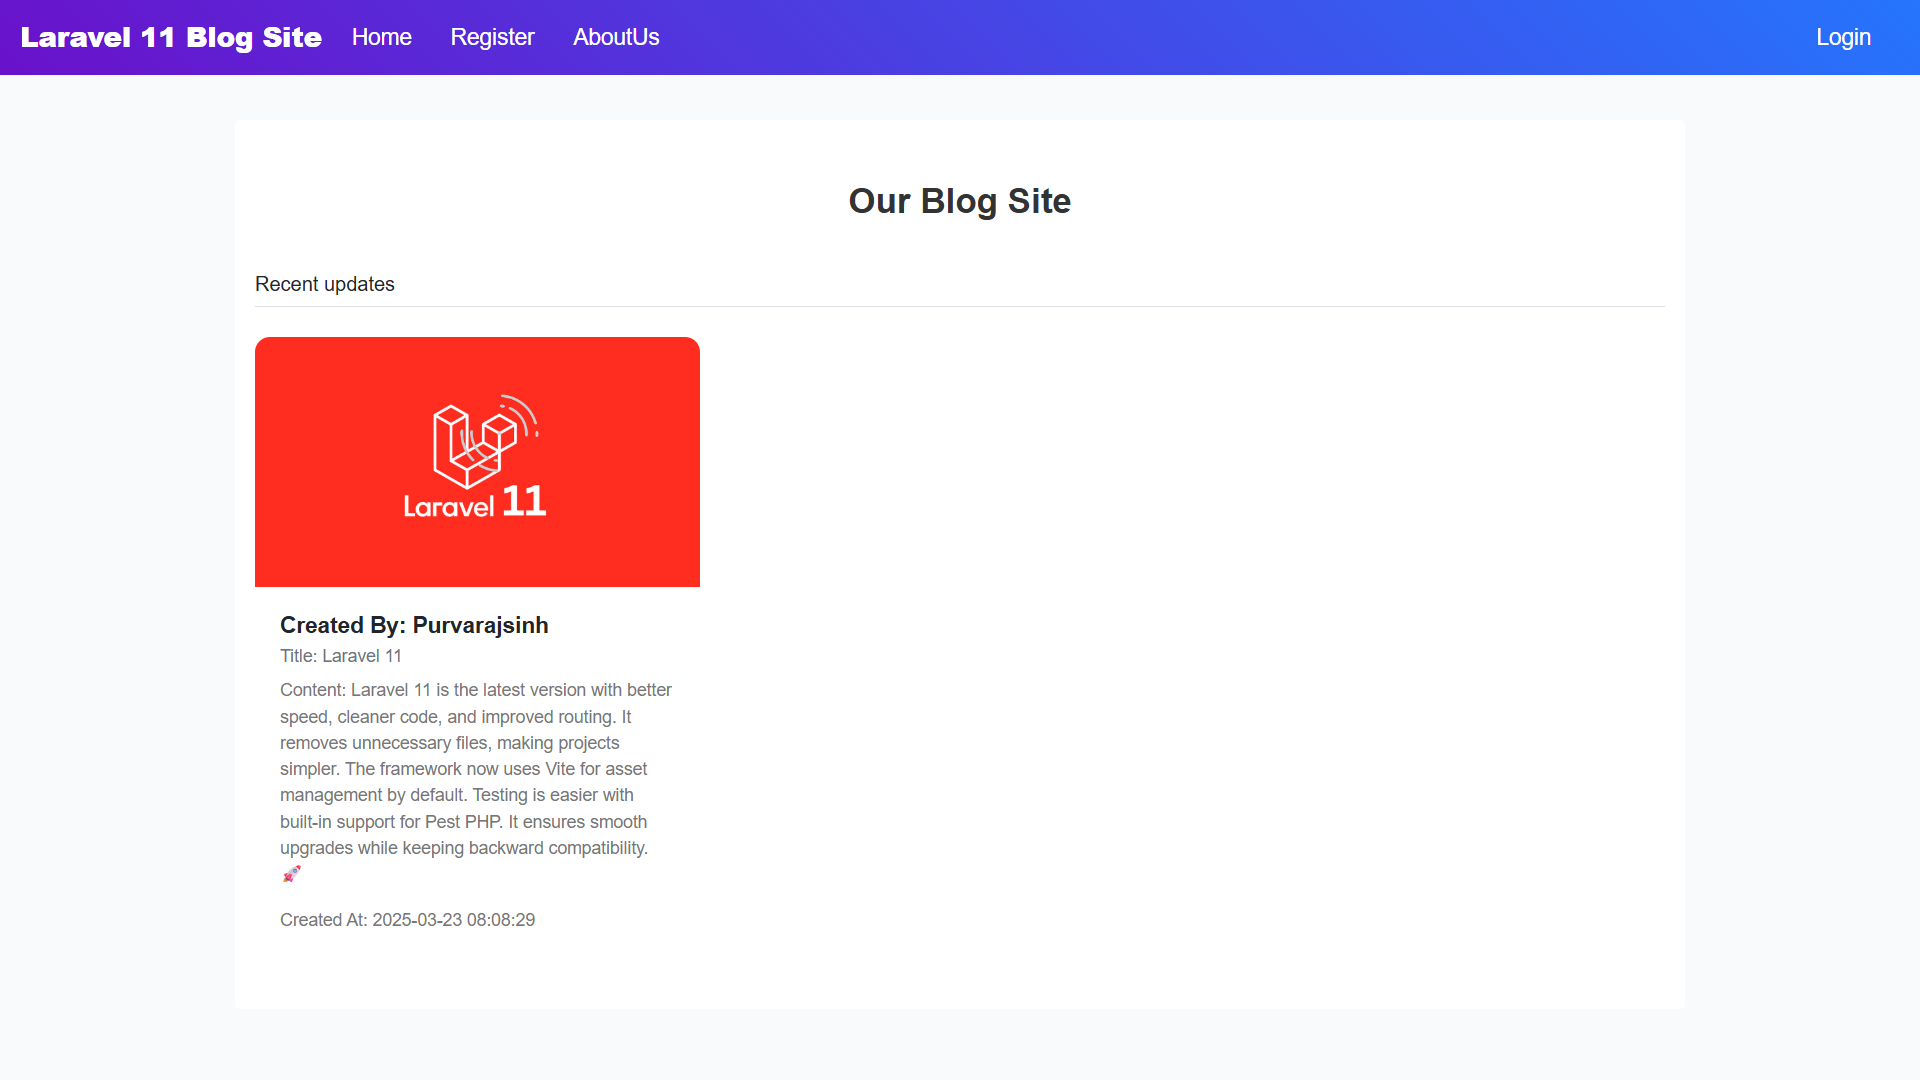 Laravel 11 Blog Site Home Register AboutUs Login
Our Blog Site
Recent updates
Laravel 11
Created By: Purvarajsinh
Title: Laravel 11
Content: Laravel 11 is the latest version with better
speed, cleaner code, and improved routing. It
removes unnecessary files, making projects
simpler. The framework now uses Vite for asset
management by default. Testing is easier with
built-in support for Pest PHP. It ensures smooth
upgrades while keeping backward compatibility.
🚀
Created At: 2025-03-23 08:08:29